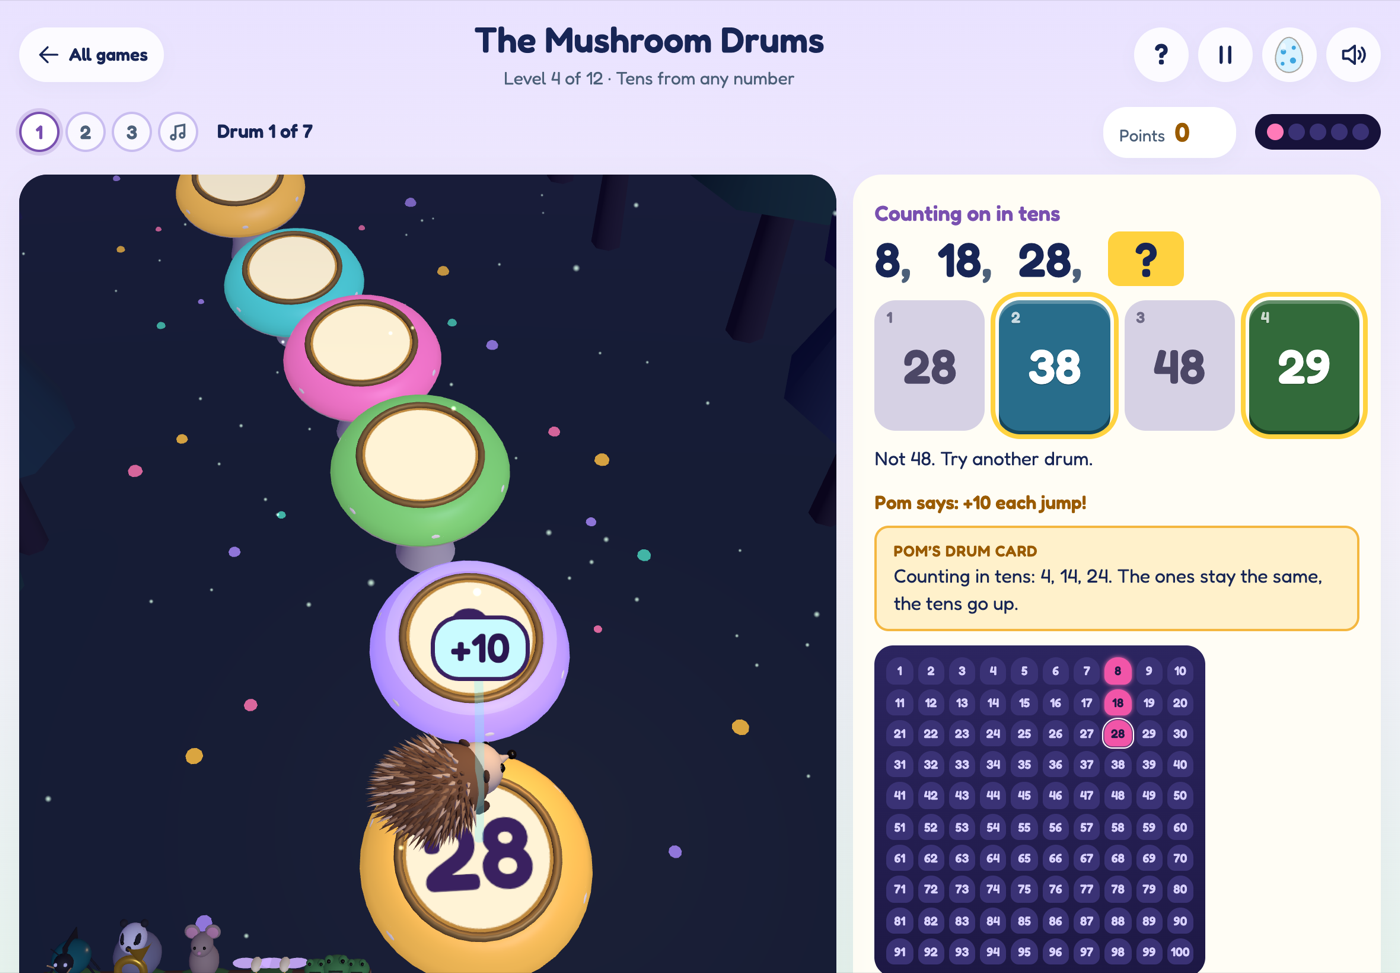 All games
The Mushroom Drums
Level 4 of 12 · Tens from any number
?
1 2 3 Drum 1 of 7
Points 0
Counting on in tens
8, 18, 28, ?
1 2 3 4
28 38 48 29
Not 48. Try another drum.
Pom says: +10 each jump!
POM'S DRUM CARD
Counting in tens: 4, 14, 24. The ones stay the same,
the tens go up.
+10
28
1 2 3 4 5 6 7 8 9 10
11 12 13 14 15 16 17 18 19 20
21 22 23 24 25 26 27 28 29 30
31 32 33 34 35 36 37 38 39 40
41 42 43 44 45 46 47 48 49 50
51 52 53 54 55 56 57 58 59 60
61 62 63 64 65 66 67 68 69 70
71 72 73 74 75 76 77 78 79 80
81 82 83 84 85 86 87 88 89 90
91 92 93 94 95 96 97 98 99 100